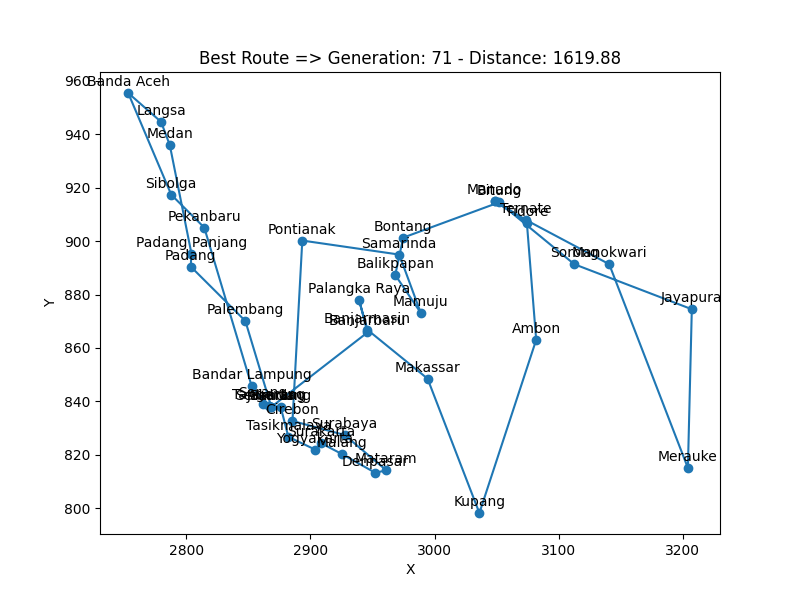 Best Route => Generation: 71 - Distance: 1619.88
960
Banda Aceh
Langsa
940
Medan
920
Sibolga
Manado
Bitung
Pekanbaru
Ternate
Tidore
Pontianak
Bontang
900
Padang Panjang
Samarinda
Padang
Sorong
Manokwari
Balikpapan
880
Palangka Raya
Jayapura
Palembang
Mamuju
Banjarmasin
Banjarbaru
Ambon
860
Makassar
Bandar Lampung
840
Serang
Cirebon
Tasikmalaya
Surabaya
Surakarta
Yogyakarta
Malang
820
Mataram
Denpasar
Merauke
Kupang
800
Y
2800
2900
3000
3100
3200
X